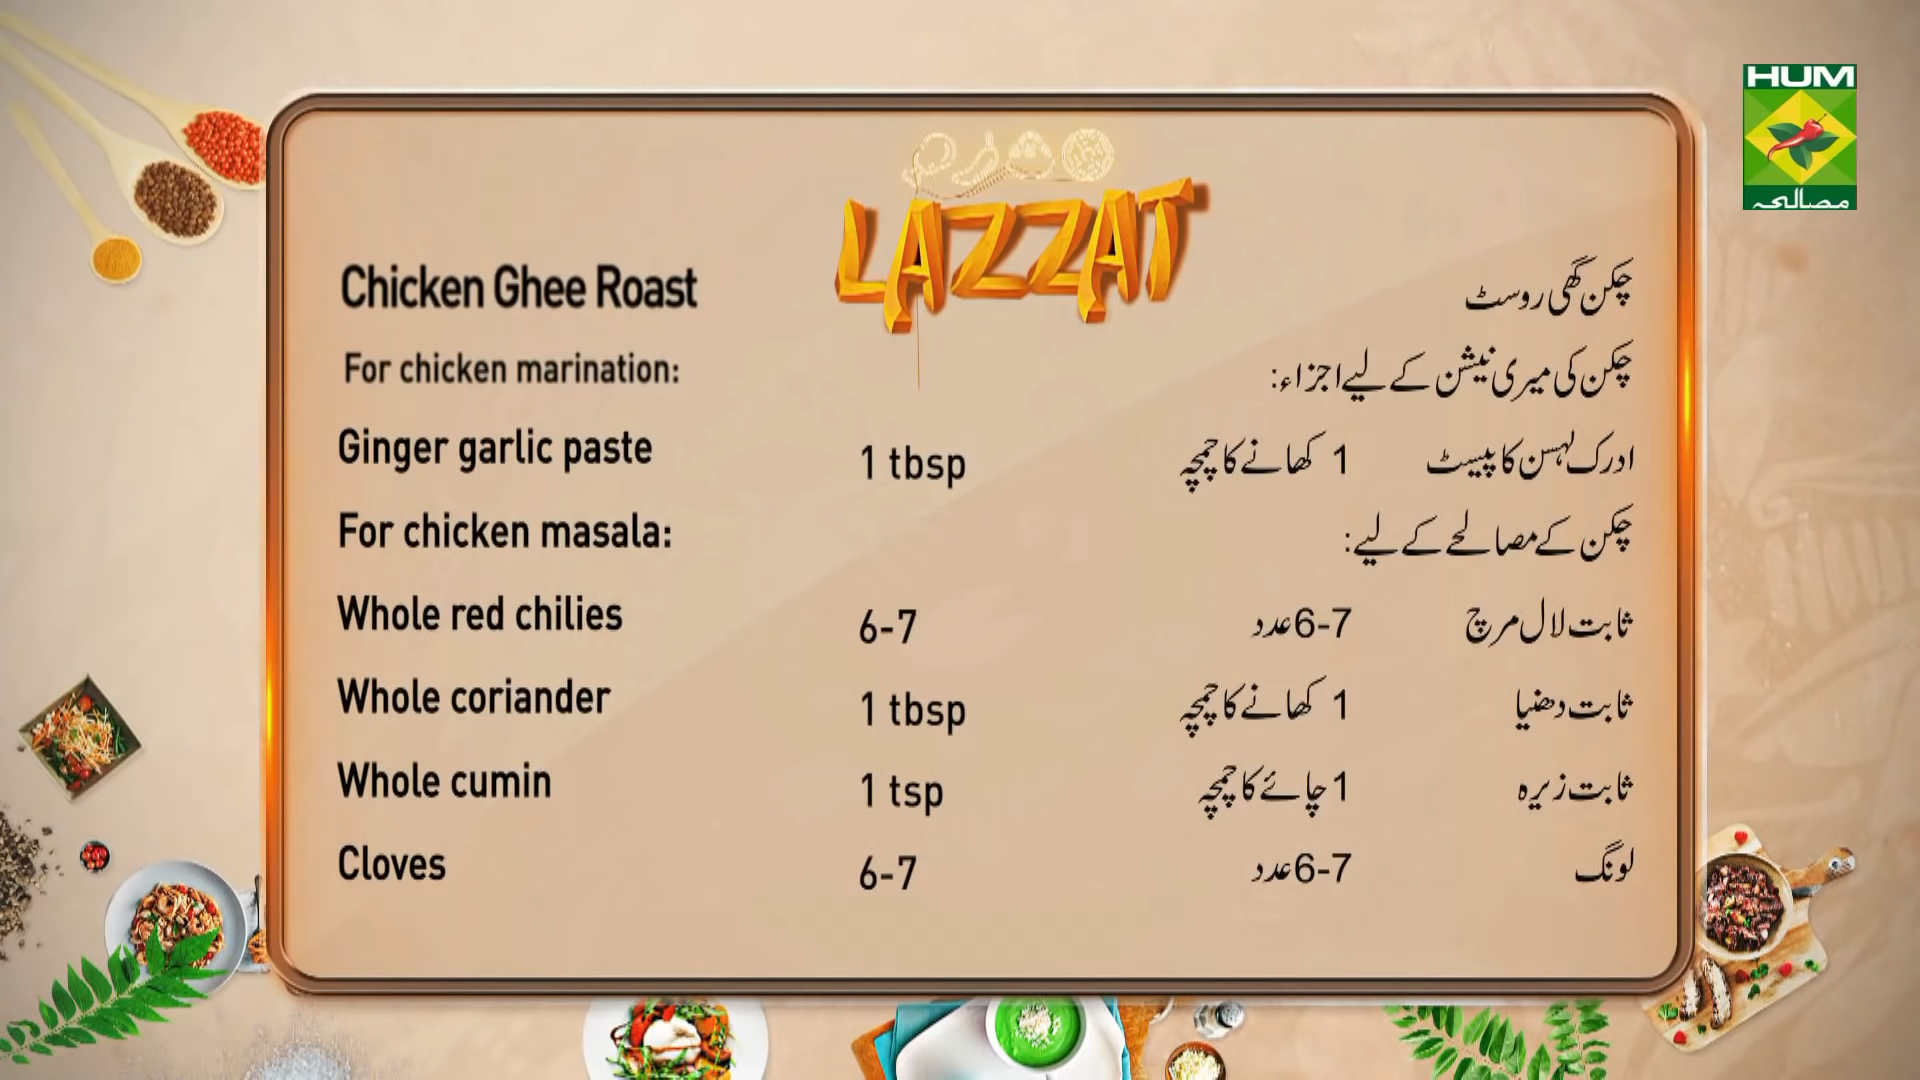 HUM
مصالحہ
LAZZAT
Chicken Ghee Roast چکن گھی روسٹ
For chicken marination: چکن کی میری نیشن کے لیے اجزاء:
Ginger garlic paste 1 tbsp ادرک لہسن کا پیسٹ 1 کھانے کا چمچہ
For chicken masala: چکن کے مصالحے کے لیے:
Whole red chilies 6-7 ثابت لال مرچ 6-7 عدد
Whole coriander 1 tbsp ثابت دھنیا 1 کھانے کا چمچہ
Whole cumin 1 tsp ثابت زیرہ 1 چائے کا چمچہ
Cloves 6-7 لونگ 6-7 عدد